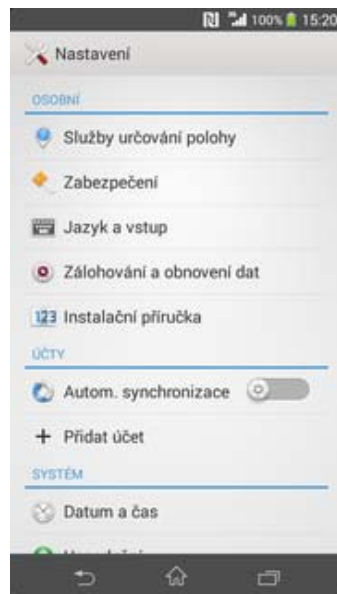 100% 15:20
Nastavení
OSOBNÍ
Služby určování polohy
Zabezpečení
Jazyk a vstup
Zálohování a obnovení dat
123 Instalační příručka
ÚČTY
Autom. synchronizace
Přidat účet
SYSTÉM
Datum a čas